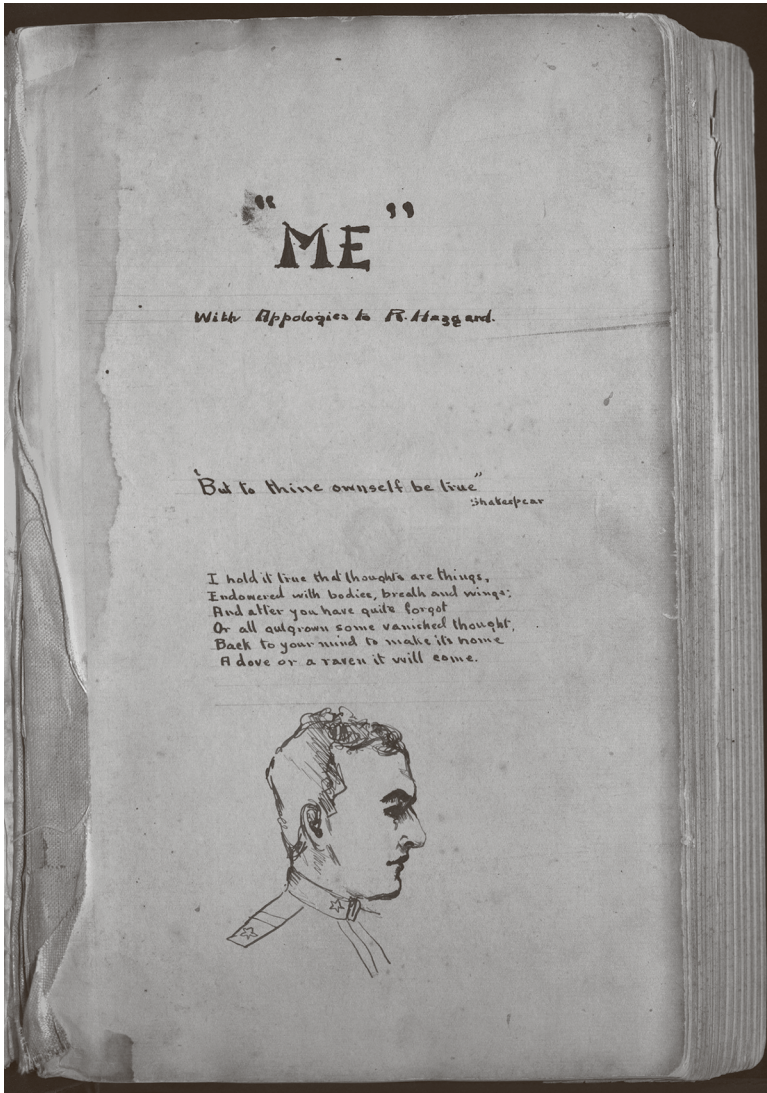 "ME"
With Appologies to R. Haggard.
"But to thine ownself be true"
Shakespear
I hold it true that thoughts are things,
Endowered with bodies, breath and wings;
And after you have quite forgot
Or all outgrown some vanished thought,
Back to your mind to make its home
A dove or a raven it will come.